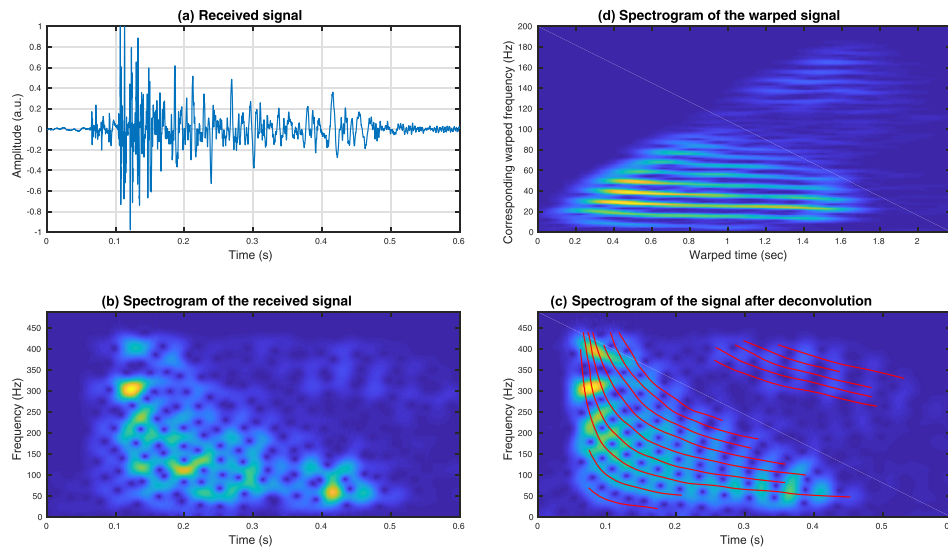 (a) Received signal
1
0.8
0.6
0.4
0.2
0
-0.2
-0.4
-0.6
-0.8
-1
Amplitude (a.u.)
0 0.1 0.2 0.3 0.4 0.5 0.6
Time (s)
(d) Spectrogram of the warped signal
200
180
160
140
120
100
80
60
40
20
0
Corresponding warped frequency (Hz)
0 0.2 0.4 0.6 0.8 1 1.2 1.4 1.6 1.8 2
Warped time (sec)
(b) Spectrogram of the received signal
450
400
350
300
250
200
150
100
50
0
Frequency (Hz)
0 0.1 0.2 0.3 0.4 0.5 0.6
Time (s)
(c) Spectrogram of the signal after deconvolution
450
400
350
300
250
200
150
100
50
0
Frequency (Hz)
0 0.1 0.2 0.3 0.4 0.5 0.6
Time (s)